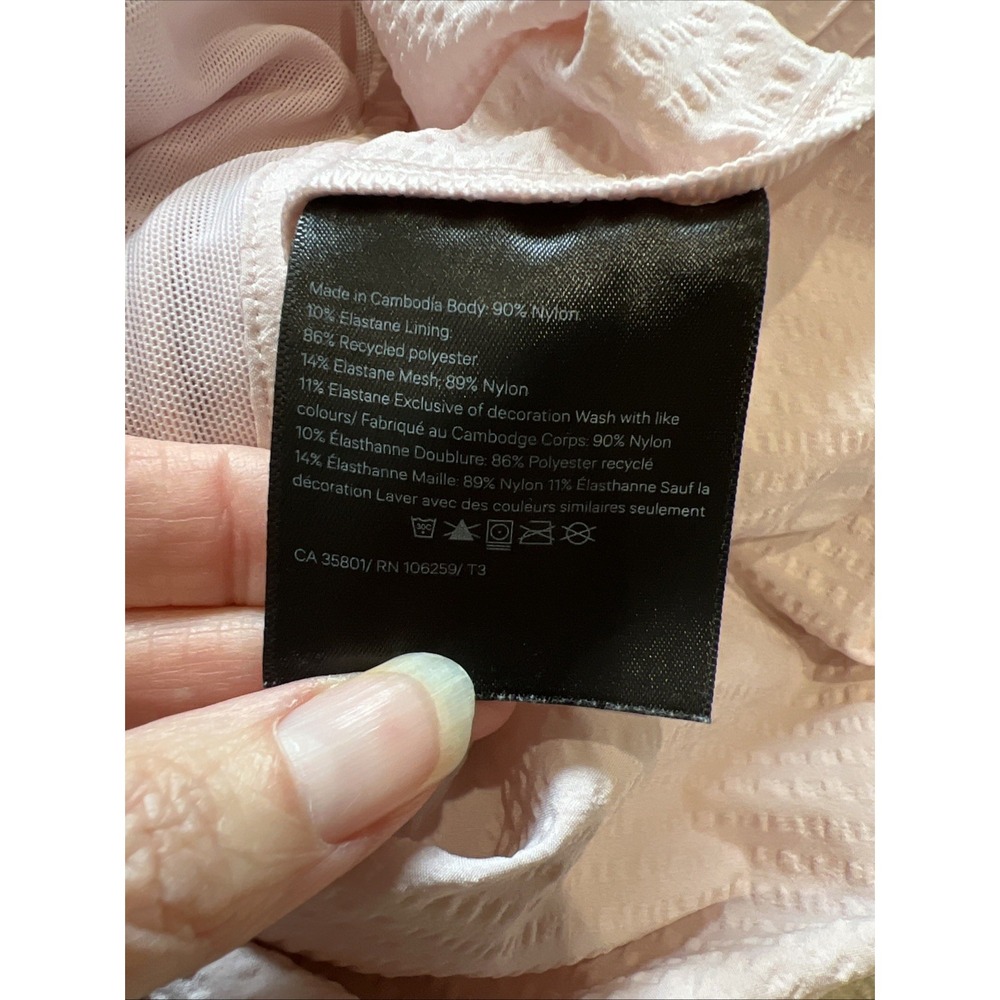 Made in Cambodia Body: 90% Nylon
10% Elastane Lining:
86% Recycled polyester
14% Elastane Mesh; 89% Nylon
11% Elastane Exclusive of decoration Wash with like
colours/ Fabriqué au Cambodge Corps: 90% Nylon
10% Élasthanne Doublure: 86% Polyester recyclé
14% Élasthanne Maille: 89% Nylon 11% Élasthanne Sauf la
décoration Laver avec des couleurs similaires seulement
30C
CA 35801/ RN 106259/ T3